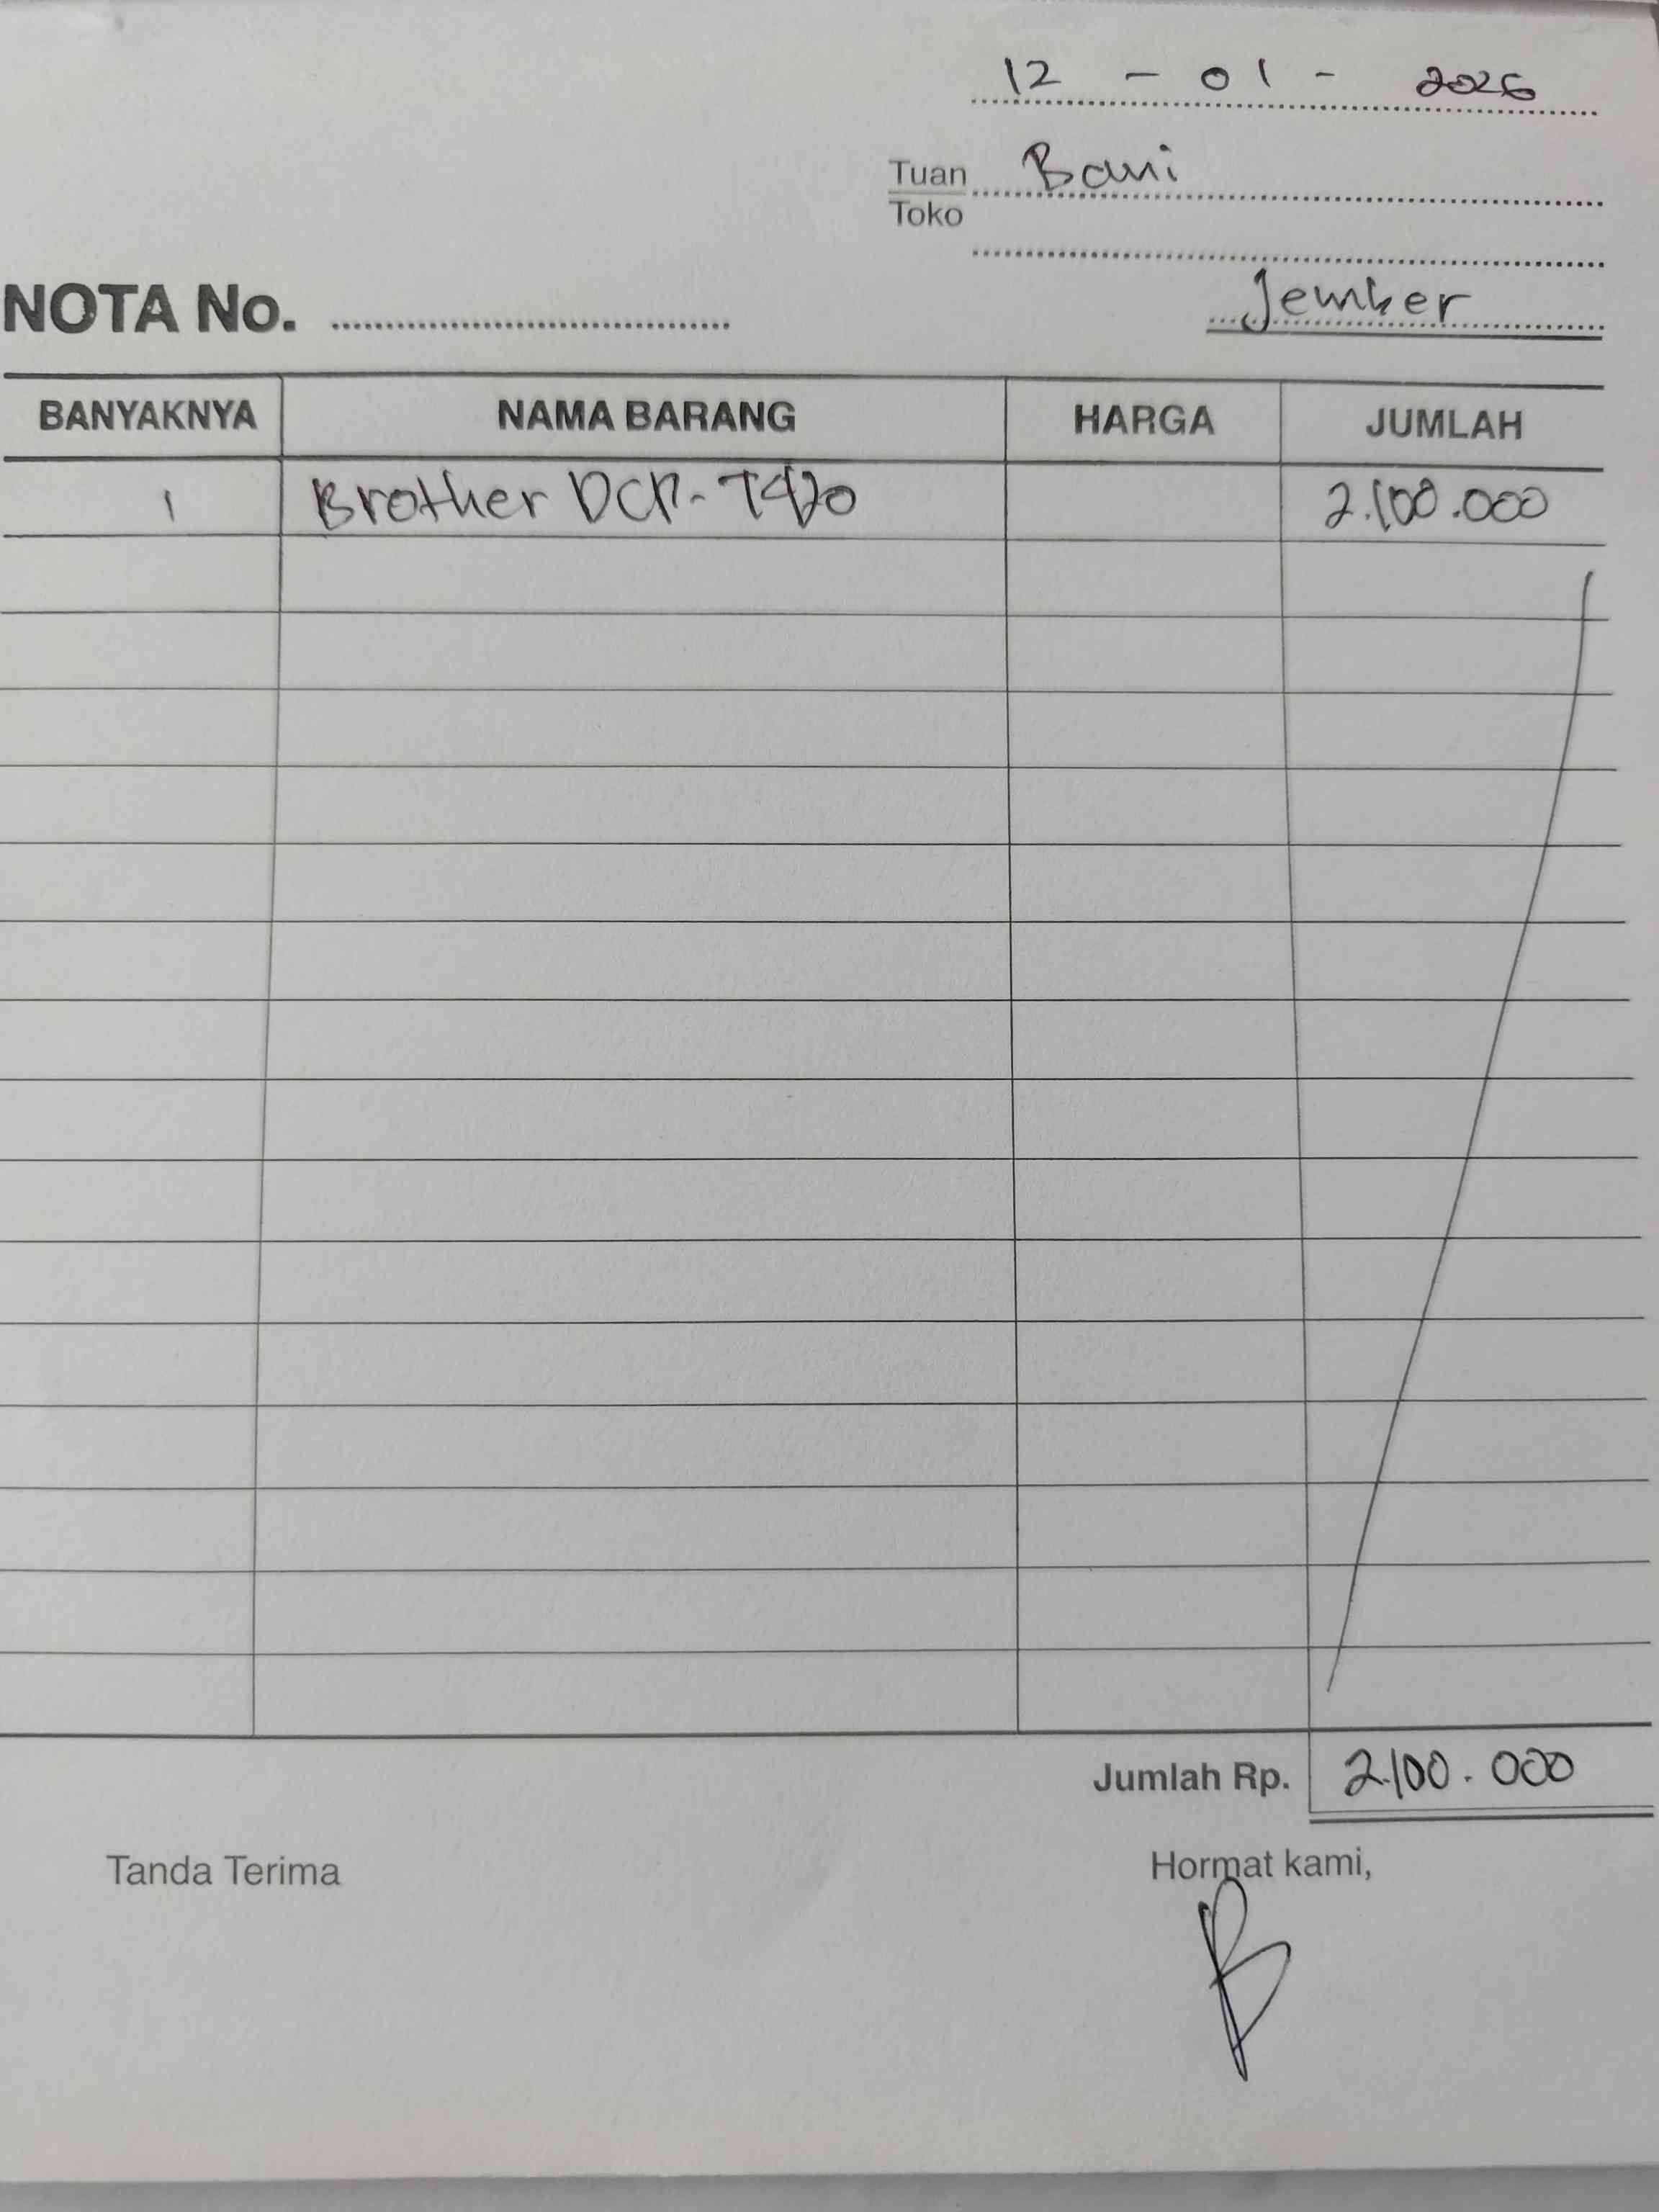 12 - 01 - 2026
Tuan Bani
Toko
Jember
NOTA No.
BANYAKNYA NAMA BARANG HARGA JUMLAH
1 Brother DCP-T420 2.100.000
Jumlah Rp. 2.100.000
Tanda Terima Hormat kami,